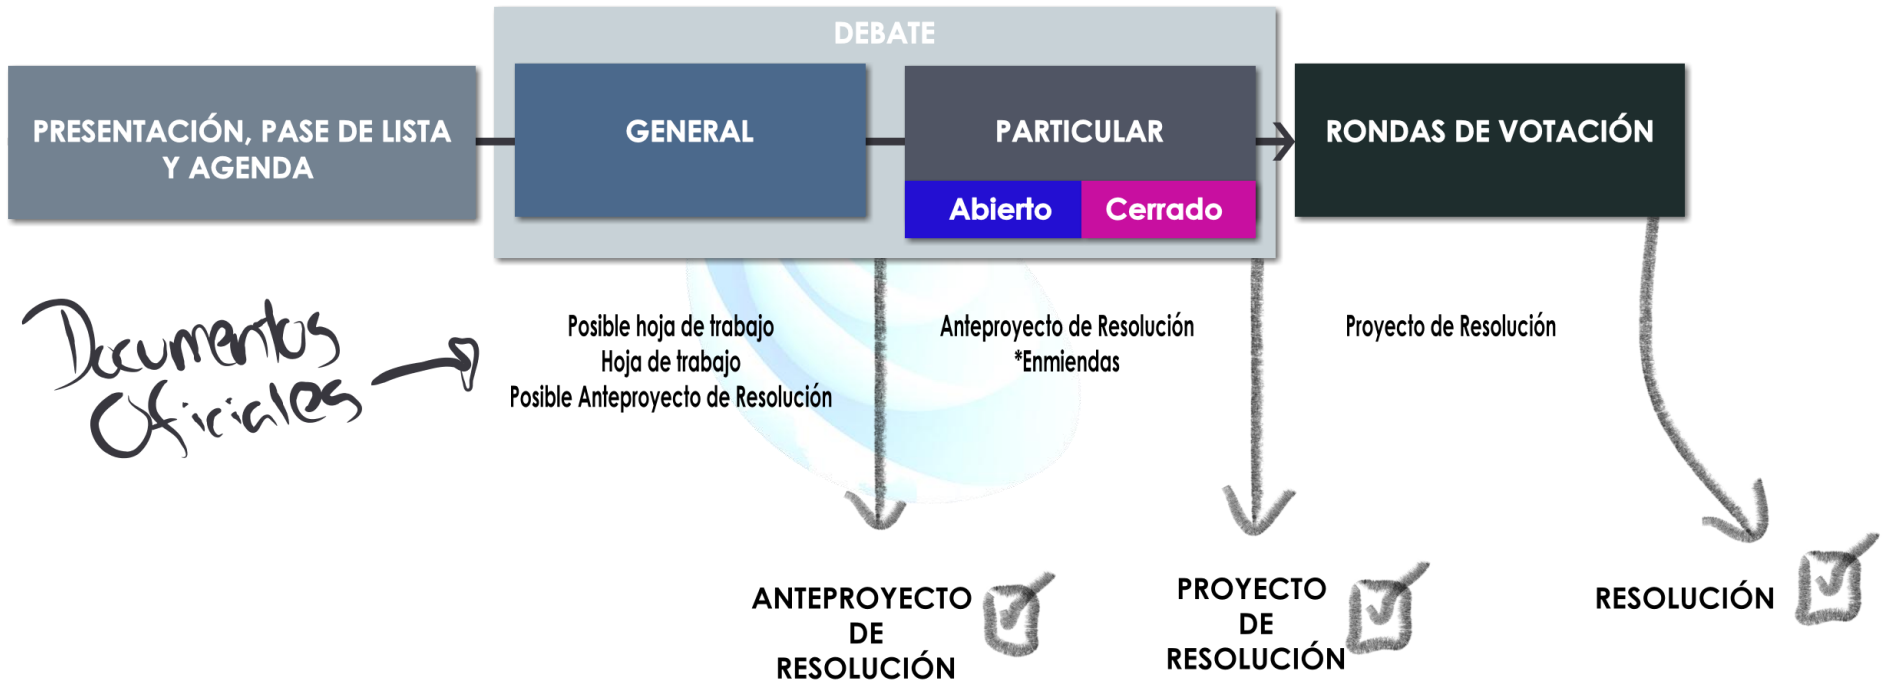 DEBATE
PRESENTACIÓN, PASE DE LISTA
Y AGENDA
GENERAL
PARTICULAR
Abierto
Cerrado
RONDAS DE VOTACIÓN
Documentos
Oficiales
Posible hoja de trabajo
Hoja de trabajo
Posible Anteproyecto de Resolución
Anteproyecto de Resolución
*Enmiendas
Proyecto de Resolución
ANTEPROYECTO
DE
RESOLUCIÓN
PROYECTO
DE
RESOLUCIÓN
RESOLUCIÓN